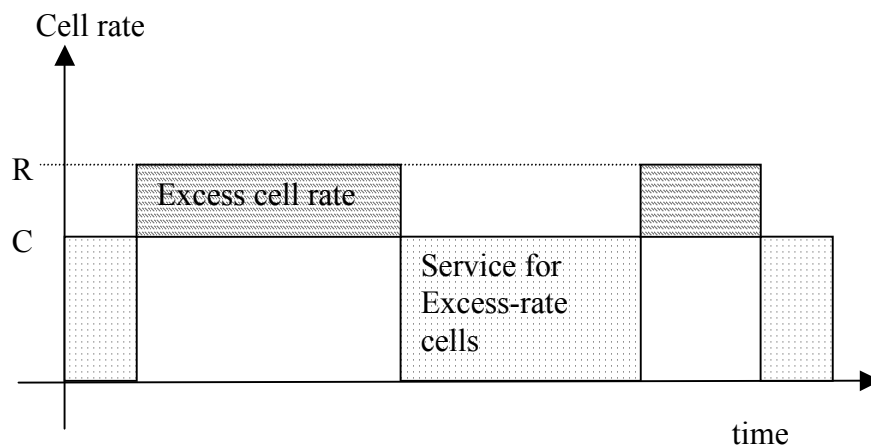 Cell rate
R
Excess cell rate
C
Service for
Excess-rate
cells
time